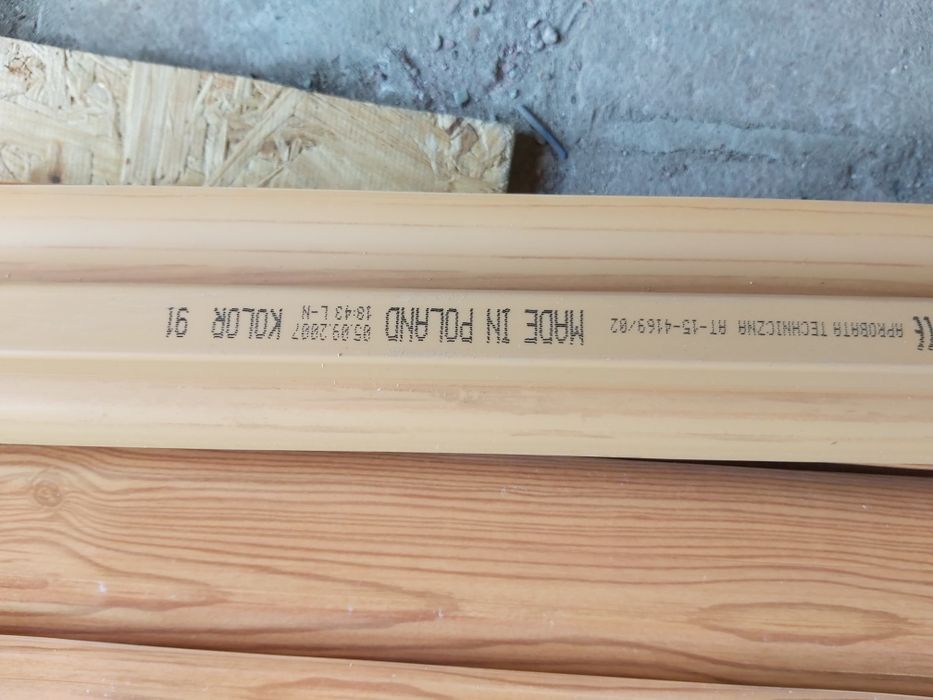 APROBATA TECHNICZNA AT-15-4169/02 MADE IN POLAND 05.09.2007 KOLOR 91
18:43 L-N